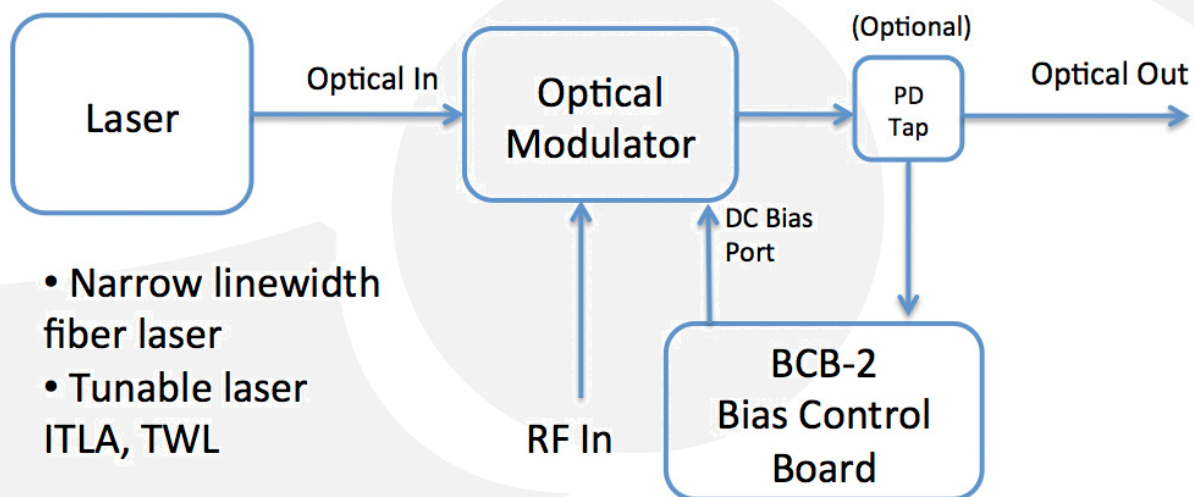 Laser
Optical In
Optical
Modulator
(Optional)
PD
Tap
Optical Out
DC Bias
Port
• Narrow linewidth
fiber laser
• Tunable laser
ITLA, TWL
RF In
BCB-2
Bias Control
Board